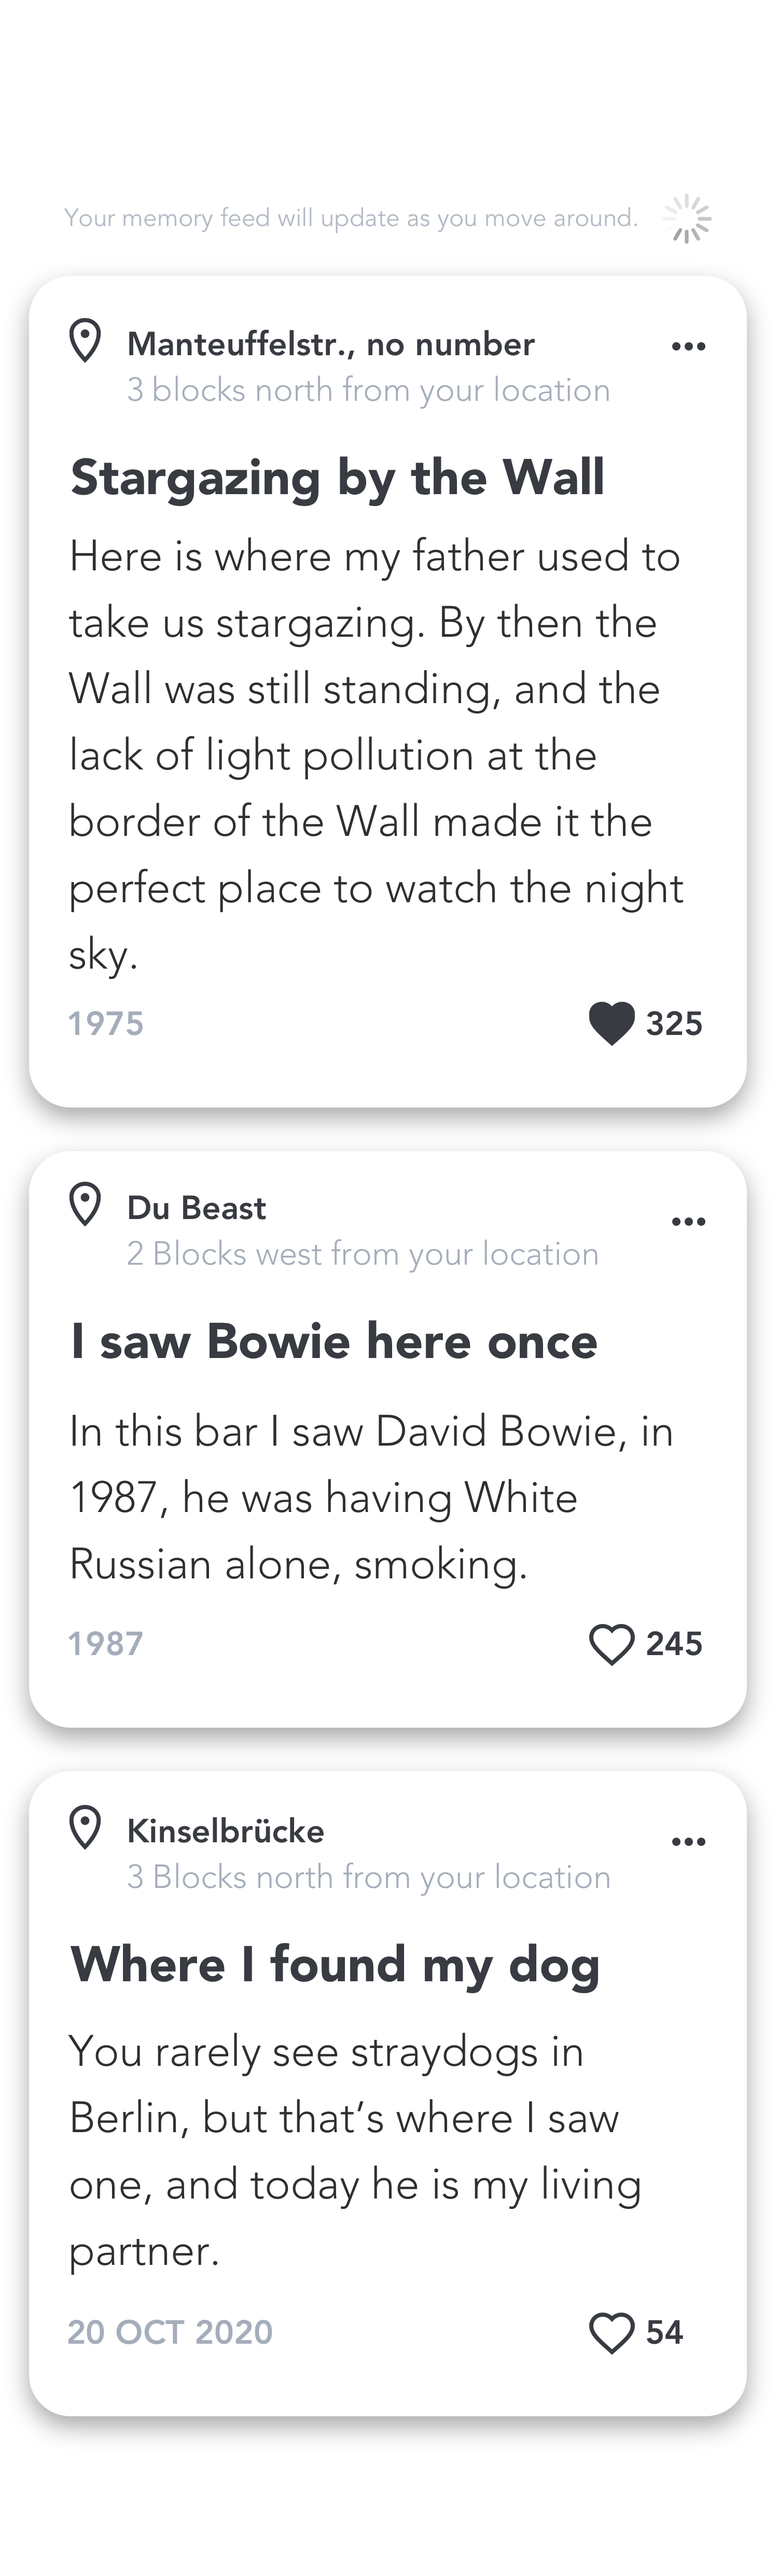 Your memory feed will update as you move around.
Manteuffelstr., no number
3 blocks north from your location
Stargazing by the Wall
Here is where my father used to
take us stargazing. By then the
Wall was still standing, and the
lack of light pollution at the
border of the Wall made it the
perfect place to watch the night
sky.
1975 325
Du Beast
2 Blocks west from your location
I saw Bowie here once
In this bar I saw David Bowie, in
1987, he was having White
Russian alone, smoking.
1987 245
Kinselbrücke
3 Blocks north from your location
Where I found my dog
You rarely see straydogs in
Berlin, but that’s where I saw
one, and today he is my living
partner.
20 OCT 2020 54